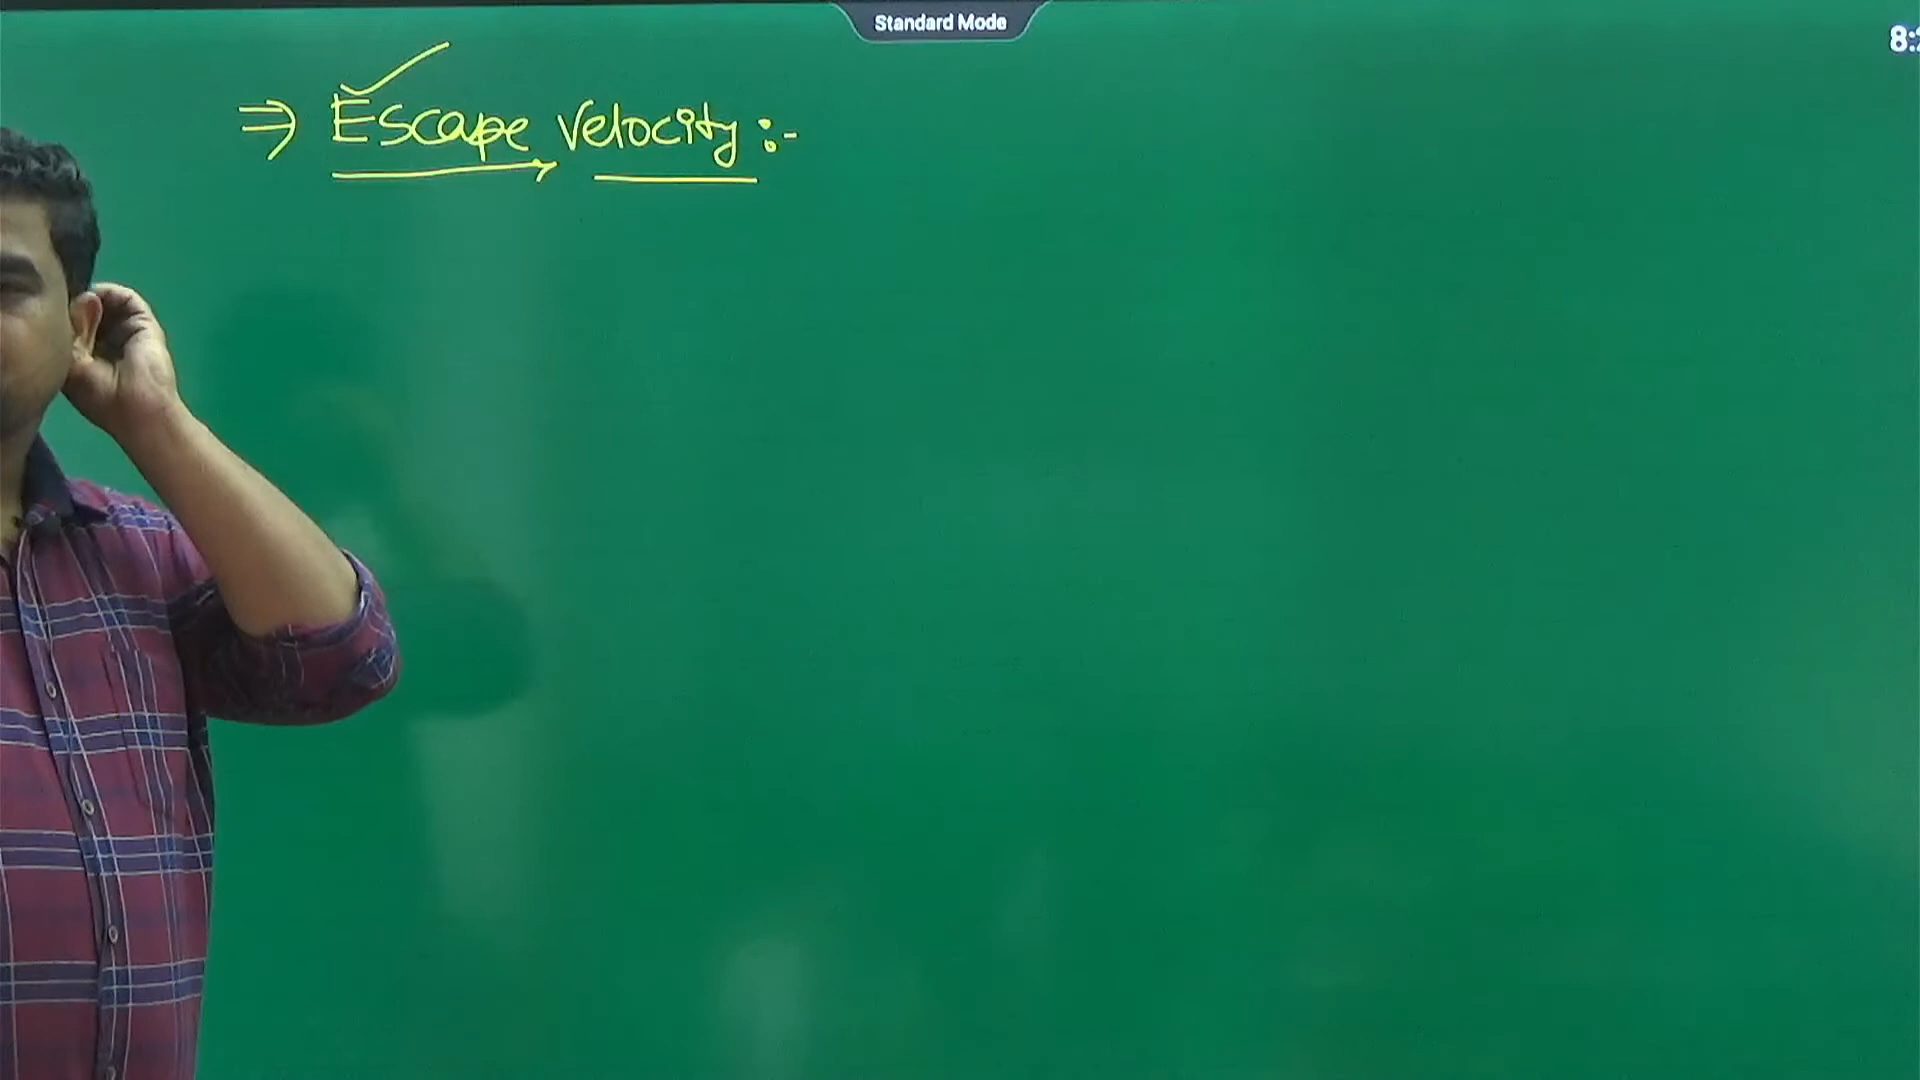 Standard Mode
8:
⇒ Escape velocity :-